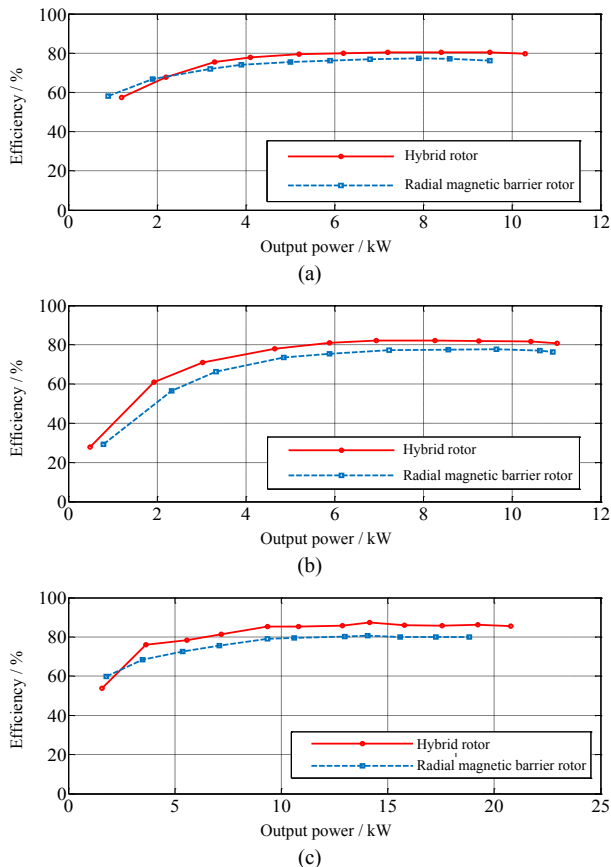 100
80
60
40
20
0
Efficiency / %
Hybrid rotor
Radial magnetic barrier rotor
0 2 4 6 8 10 12
Output power / kW
(a)
100
80
60
40
20
0
Efficiency / %
Hybrid rotor
Radial magnetic barrier rotor
0 2 4 6 8 10 12
Output power / kW
(b)
100
80
60
40
20
0
Efficiency / %
Hybrid rotor
Radial magnetic barrier rotor
0 5 10 15 20 25
Output power / kW
(c)